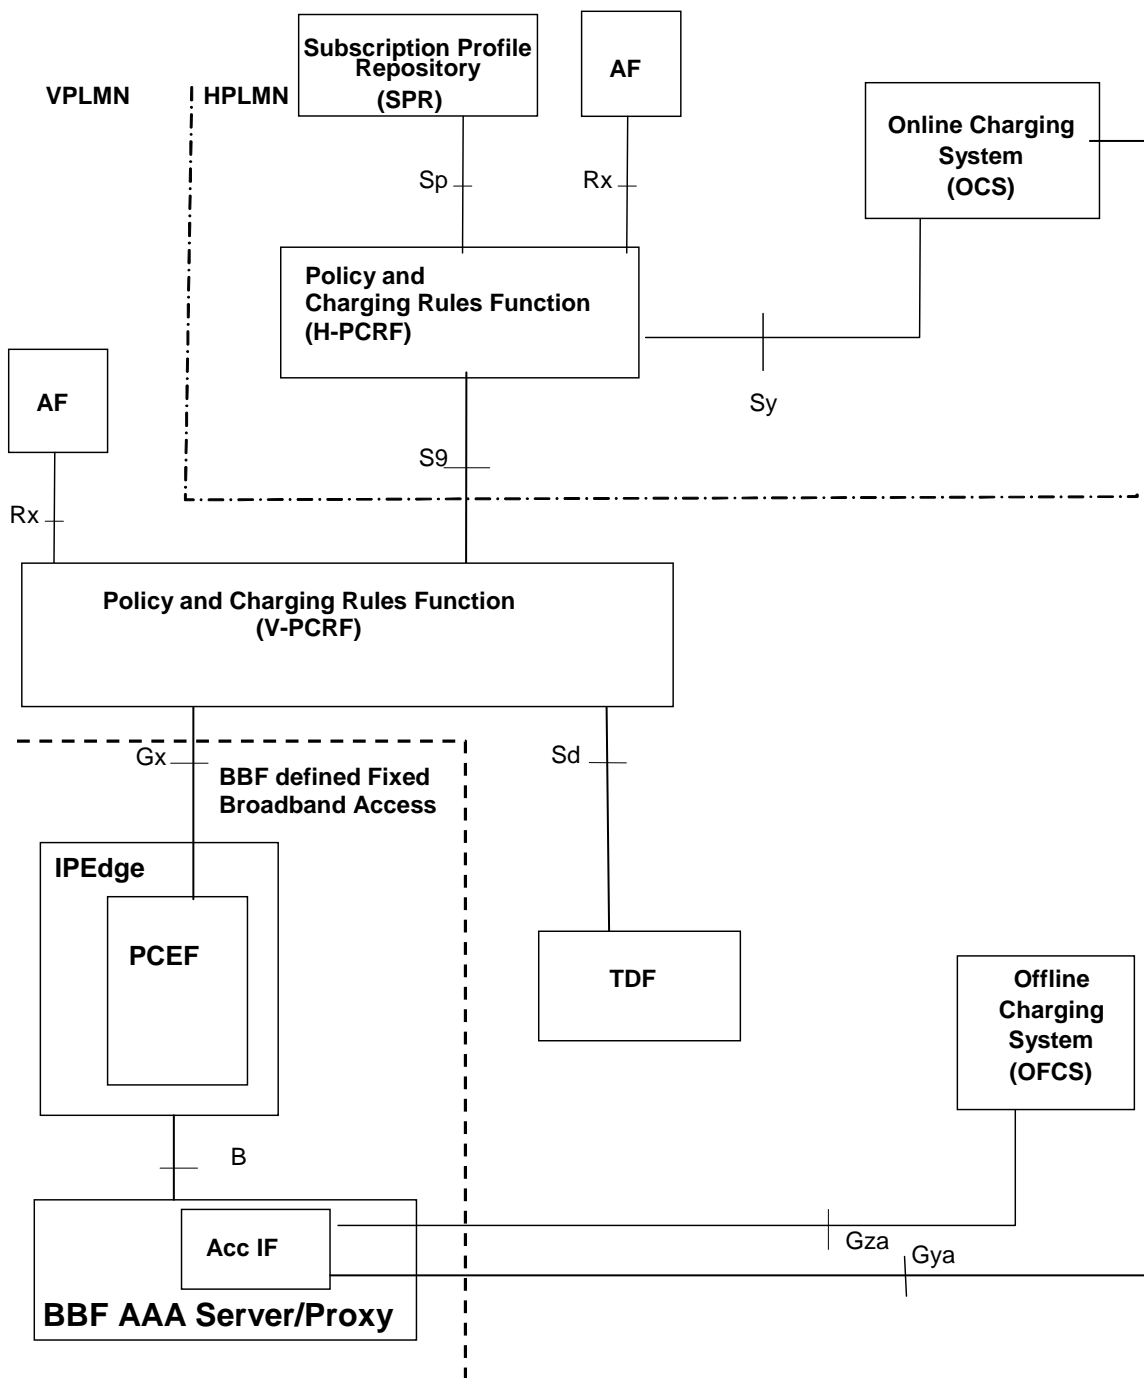 Subscription Profile
Repository
(SPR)
AF
VPLMN
HPLMN
Online Charging
System
(OCS)
Sp
Rx
Policy and
Charging Rules Function
(H-PCRF)
AF
Sy
S9
Rx
Policy and Charging Rules Function
(V-PCRF)
Gx
Sd
BBF defined Fixed
Broadband Access
IPEdge
PCEF
TDF
Offline
Charging
System
(OFCS)
B
Acc IF
Gza
Gya
BBF AAA Server/Proxy